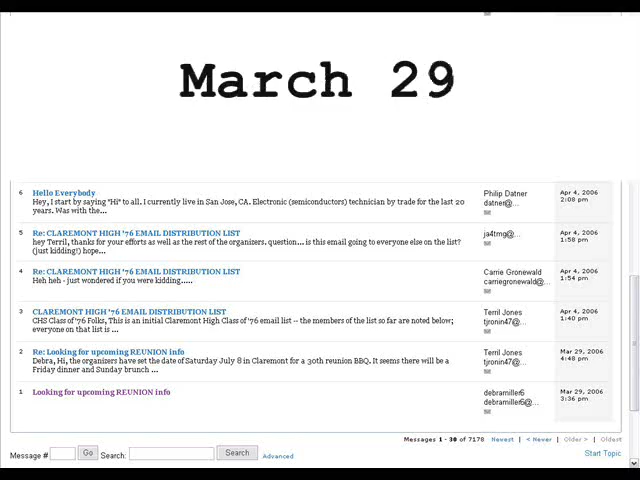 March 29
6 Hello Everybody Philip Datner Apr 4, 2006
Hey, I start by saying "Hi" to all. I currently live in San Jose, CA. Electronic (semiconductors) technician by trade for the last 20 datner@... 2:08 pm
years. Was with the...
5 Re: CLAREMONT HIGH '76 EMAIL DISTRIBUTION LIST ja4tmg@... Apr 4, 2006
hey Terril, thanks for your efforts as well as the rest of the organizers. question... is this email going to everyone else on the list? 1:58 pm
(just kidding!) hope...
4 Re: CLAREMONT HIGH '76 EMAIL DISTRIBUTION LIST Carrie Gronewald Apr 4, 2006
Heh heh - just wondered if you were kidding..... carriegronewald@... 1:54 pm
3 CLAREMONT HIGH '76 EMAIL DISTRIBUTION LIST Terril Jones Apr 4, 2006
CHS Class of '76 Folks, This is an initial Claremont High Class of '76 email list -- the members of the list so far are noted below; tjronin47@... 1:40 pm
everyone on that list is ...
2 Re: Looking for upcoming REUNION info Terril Jones Mar 29, 2006
Debra, Hi, the organizers have set the date of Saturday July 8 in Claremont for a 30th reunion BBQ. It seems there will be a tjronin47@... 4:48 pm
Friday dinner and Sunday brunch ...
1 Looking for upcoming REUNION info debramiller6 Mar 29, 2006
debramiller6@... 3:36 pm
Messages 1 - 30 of 7178 Newest | < Newer | Older > | Oldest
Message # Go Search: Search Advanced Start Topic